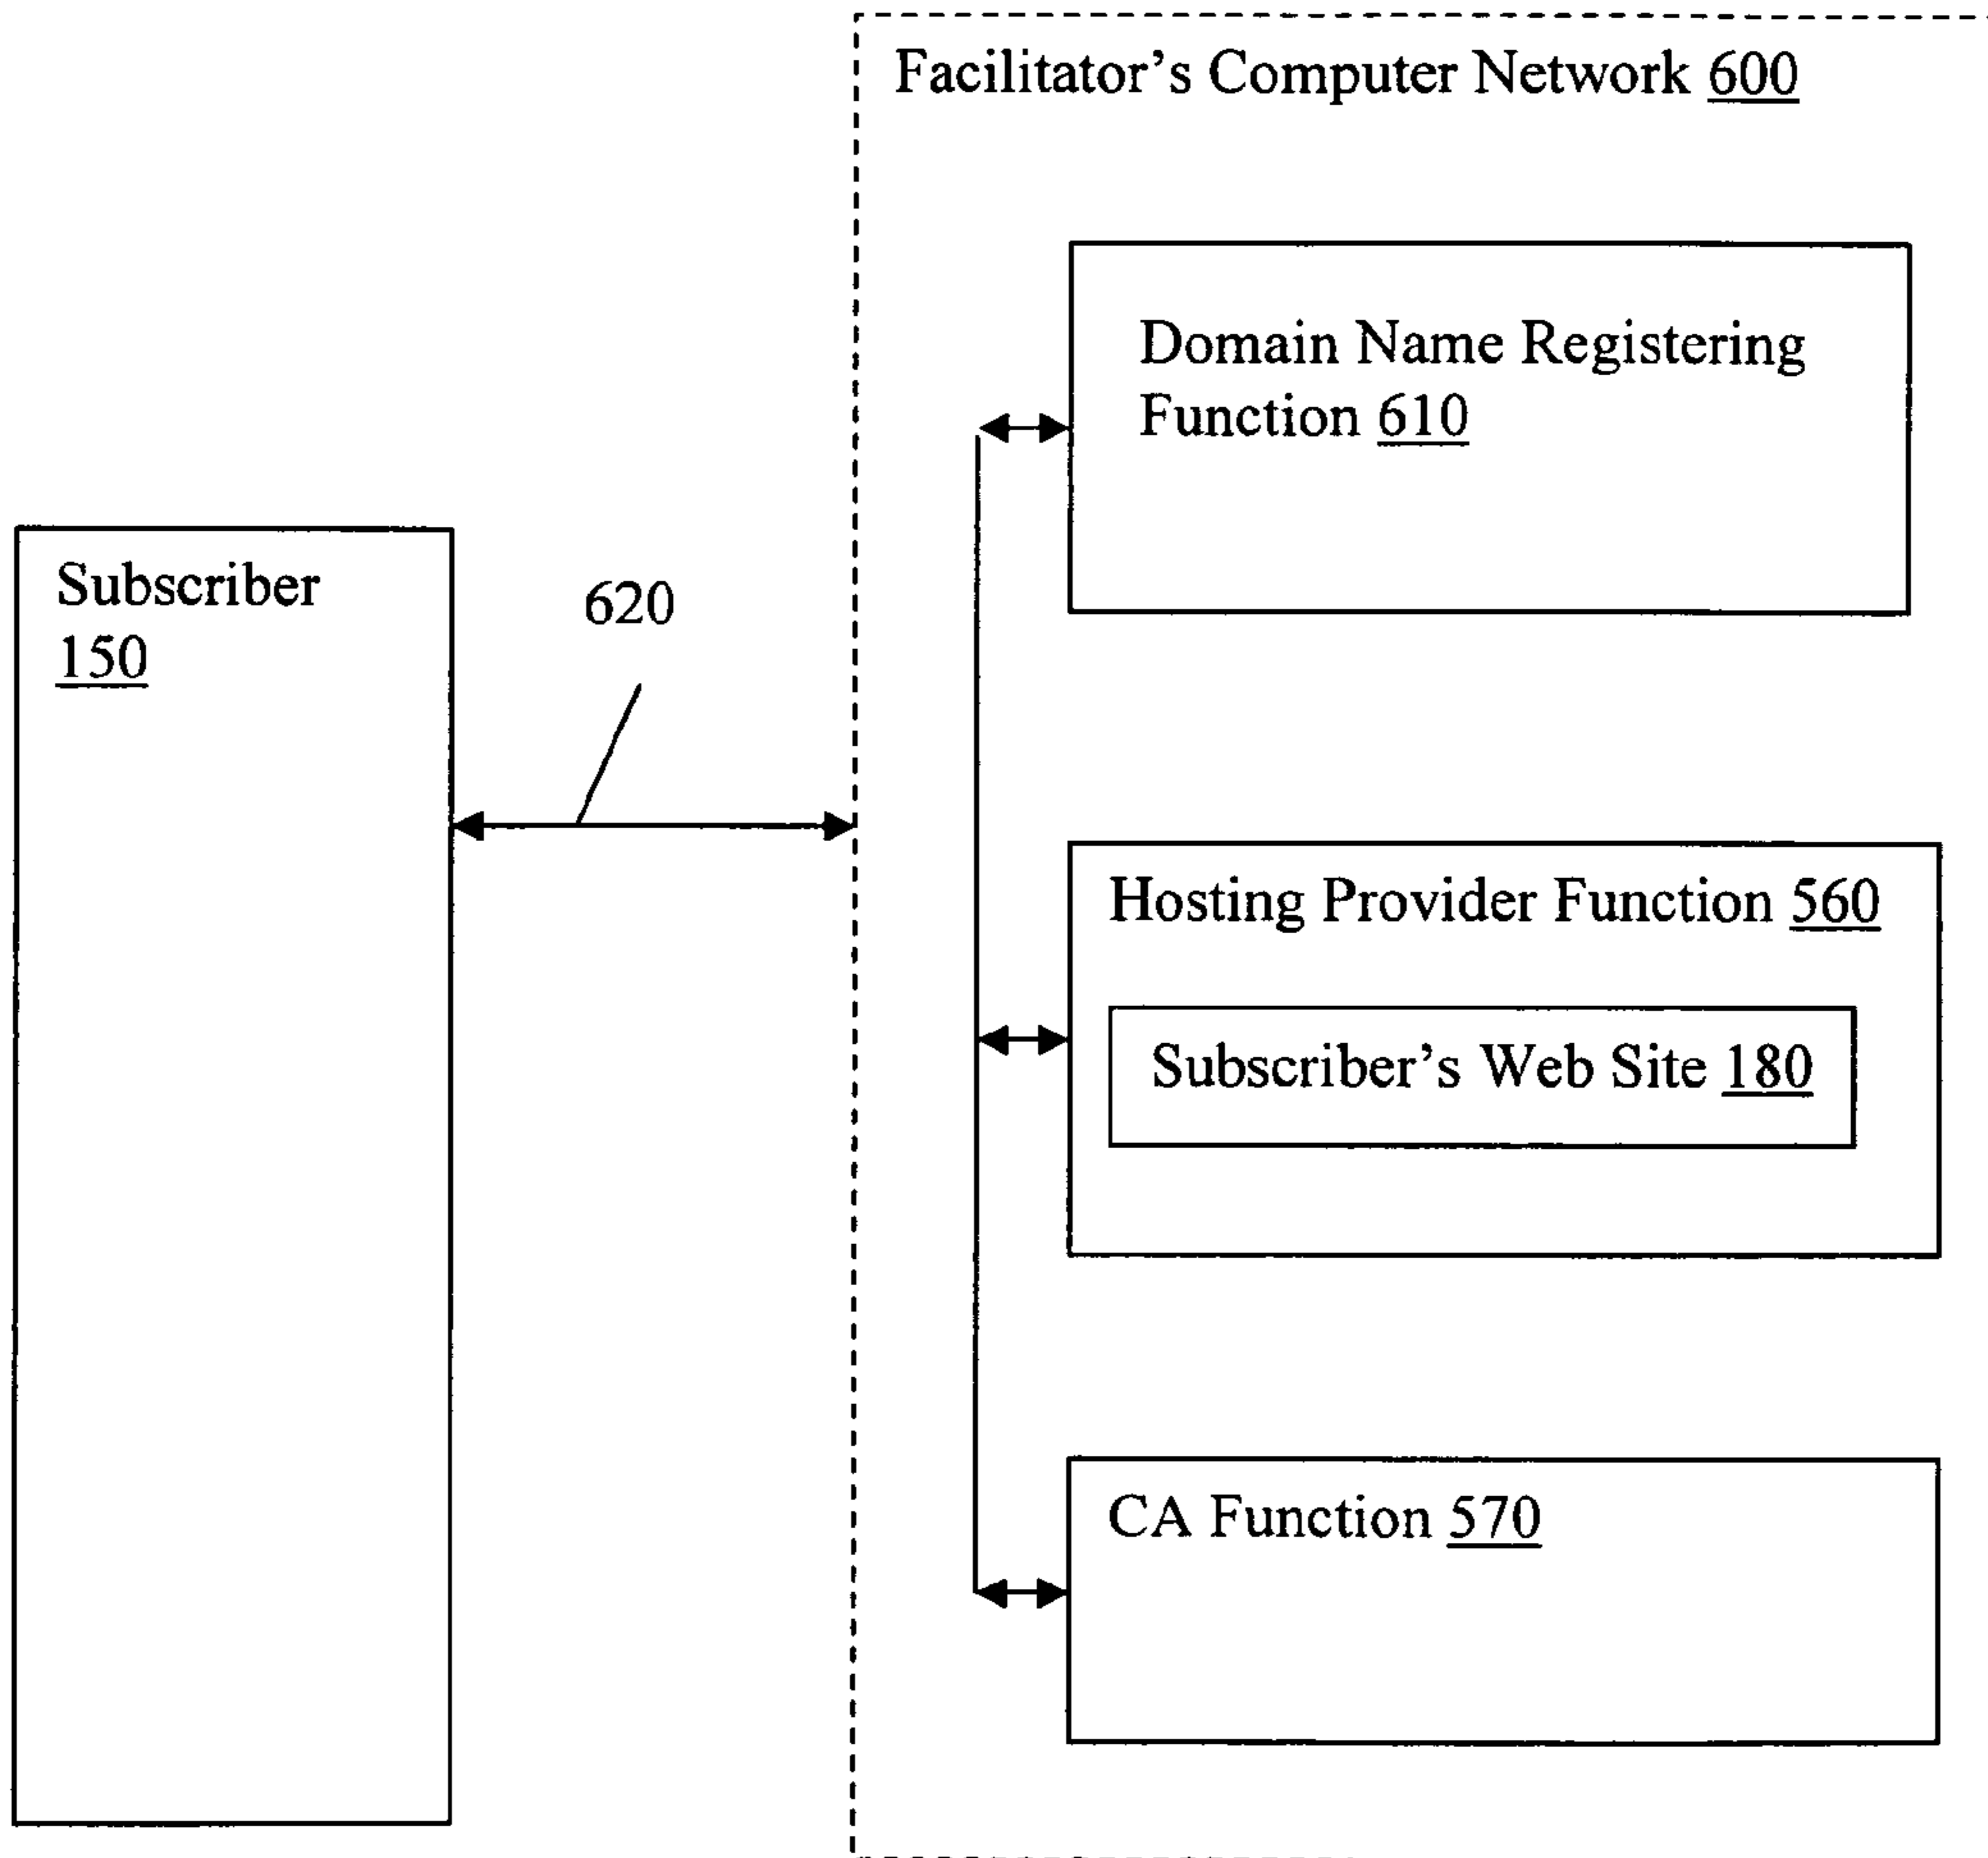 Facilitator’s Computer Network 600
Domain Name Registering
Function 610
Subscriber
150
620
Hosting Provider Function 560
Subscriber’s Web Site 180
CA Function 570